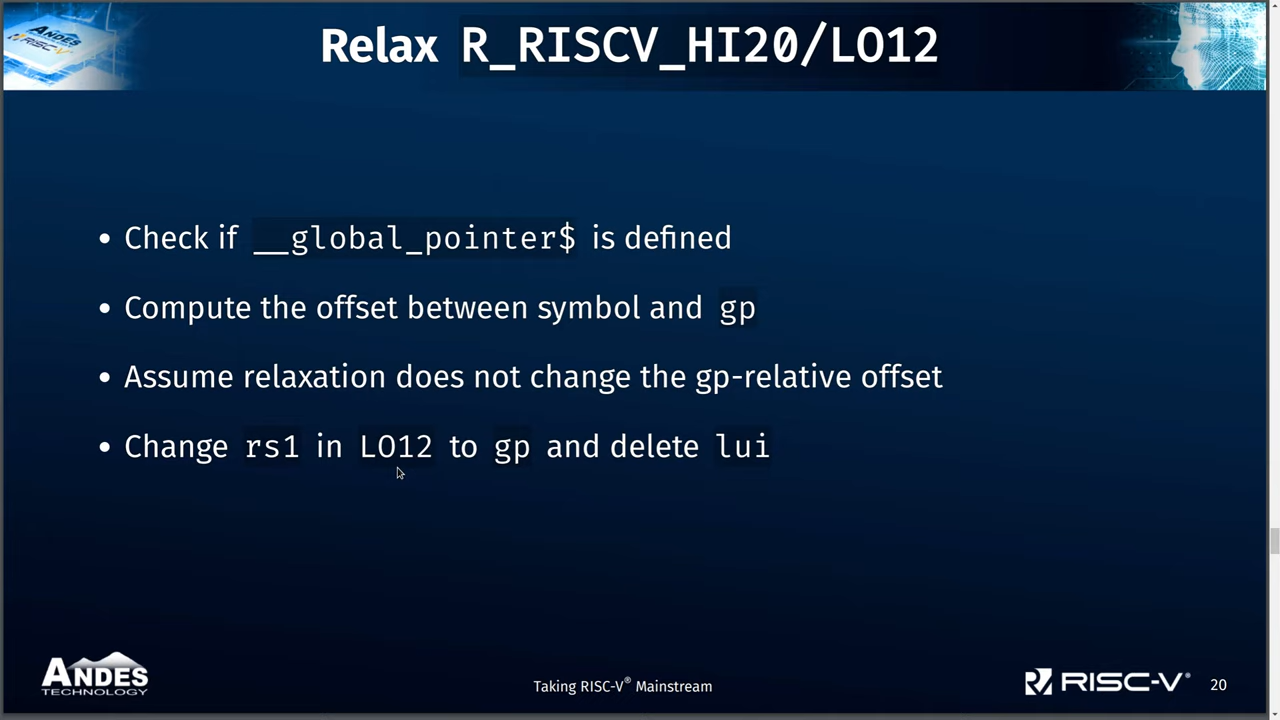 ANDES
RISC-V
Relax R_RISCV_HI20/LO12
• Check if __global_pointer$ is defined
• Compute the offset between symbol and gp
• Assume relaxation does not change the gp-relative offset
• Change rs1 in LO12 to gp and delete lui
ANDES
TECHNOLOGY
Taking RISC-V® Mainstream
RISC-V®
20